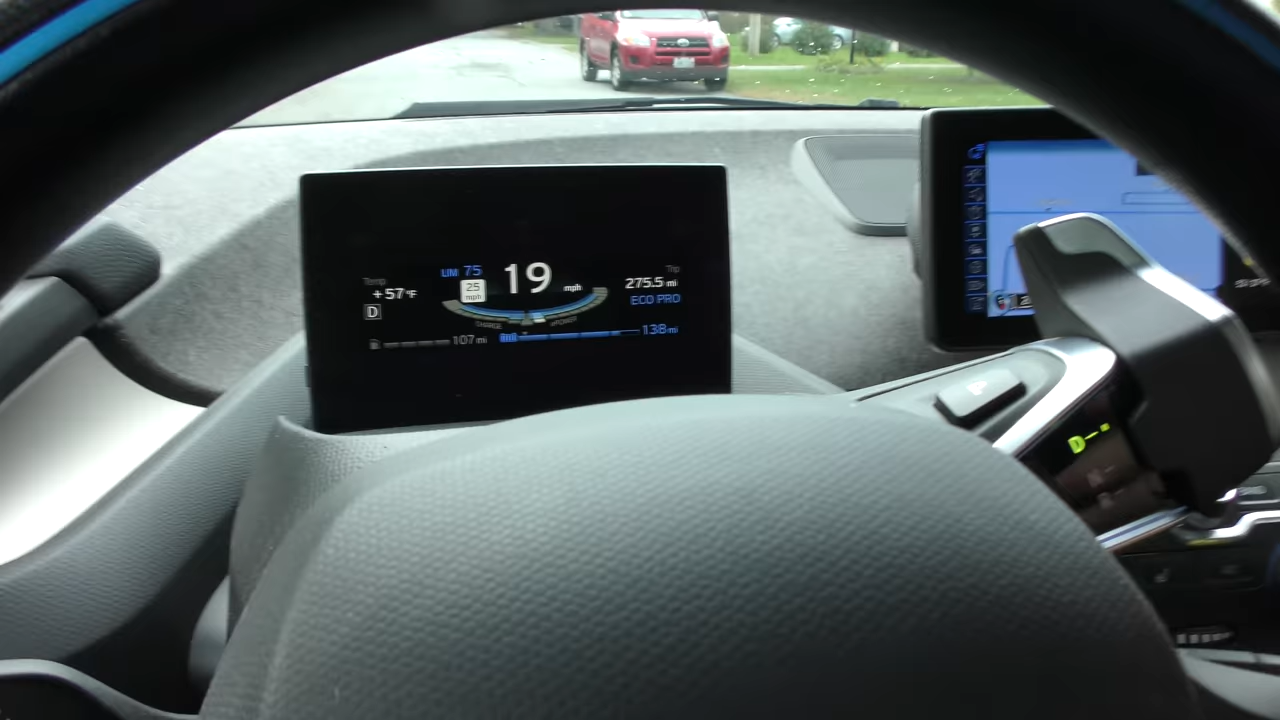 Temp
+57°F
D
LIM 75
25
mph
19 mph
CHARGE
ePOWER
Trip
275.5 mi
ECO PRO
107 mi
138 mi
D